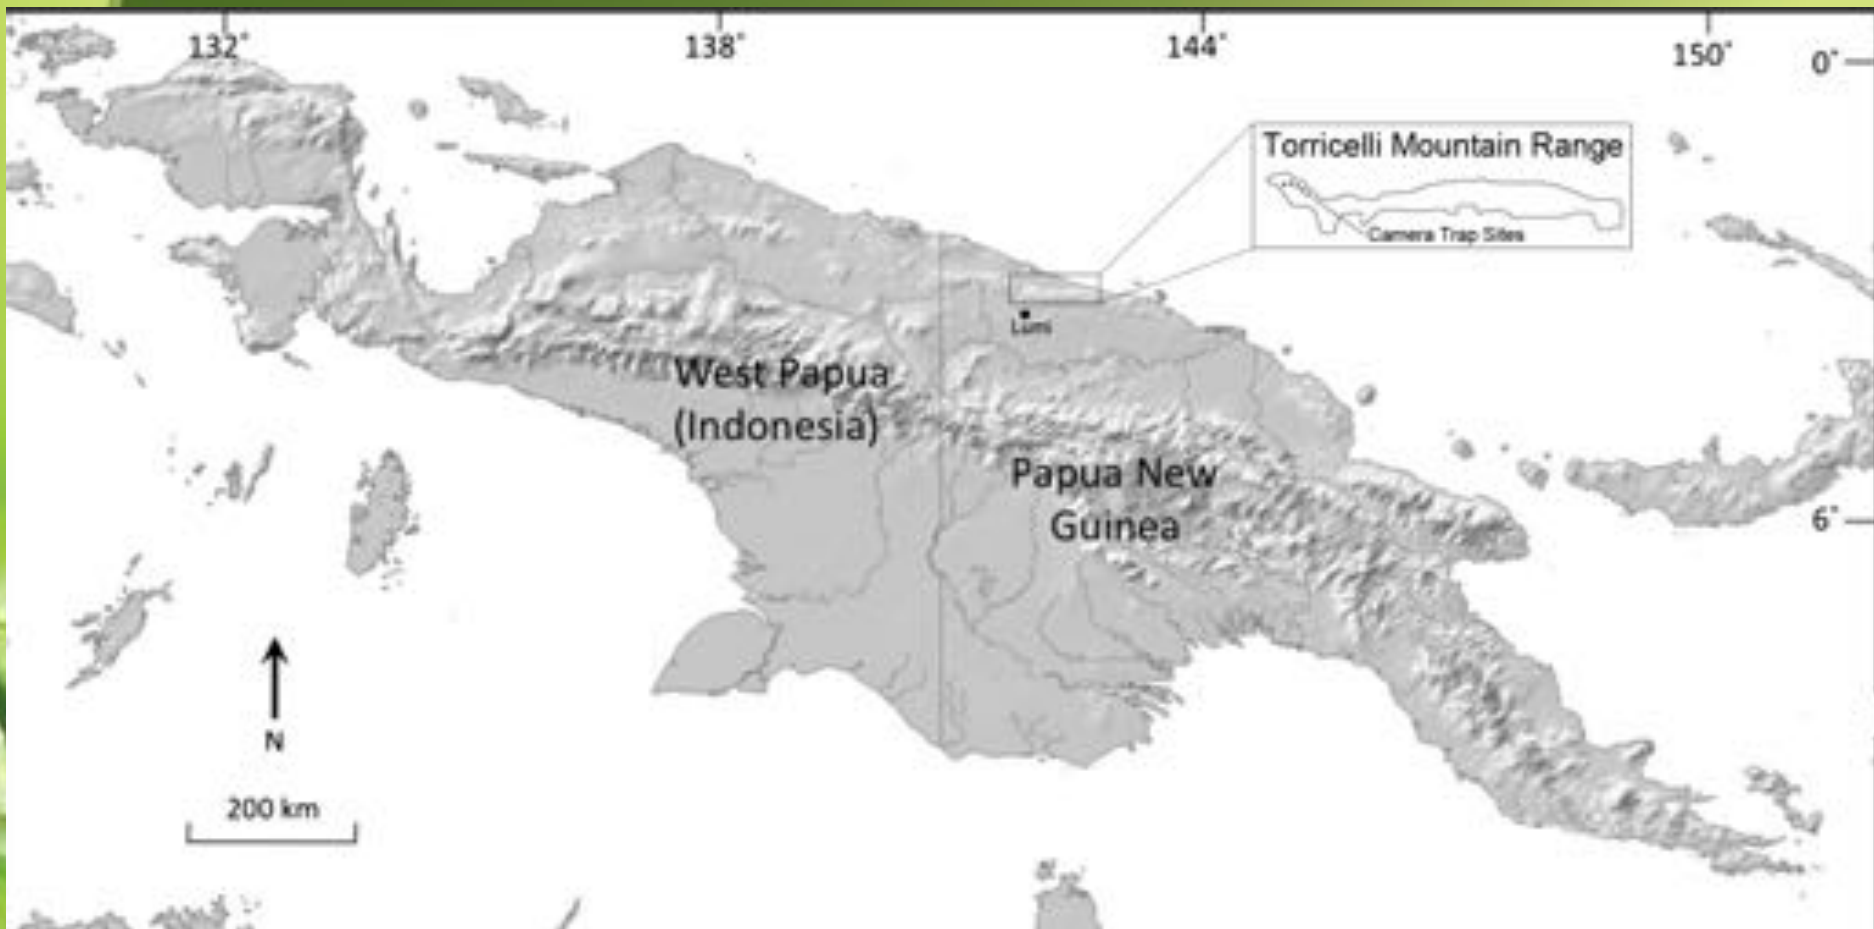 132°
138°
144°
150°
0°
Torricelli Mountain Range
Camera Trap Sites
Lumi
West Papua
(Indonesia)
Papua New
Guinea
6°
N
200 km